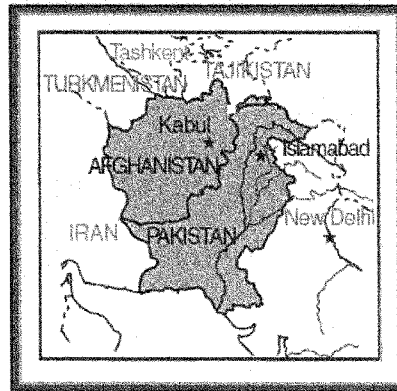 Tashkent
TURKMENISTAN
TAJIKISTAN
Kabul
Islamabad
AFGHANISTAN
New Delhi
IRAN
PAKISTAN